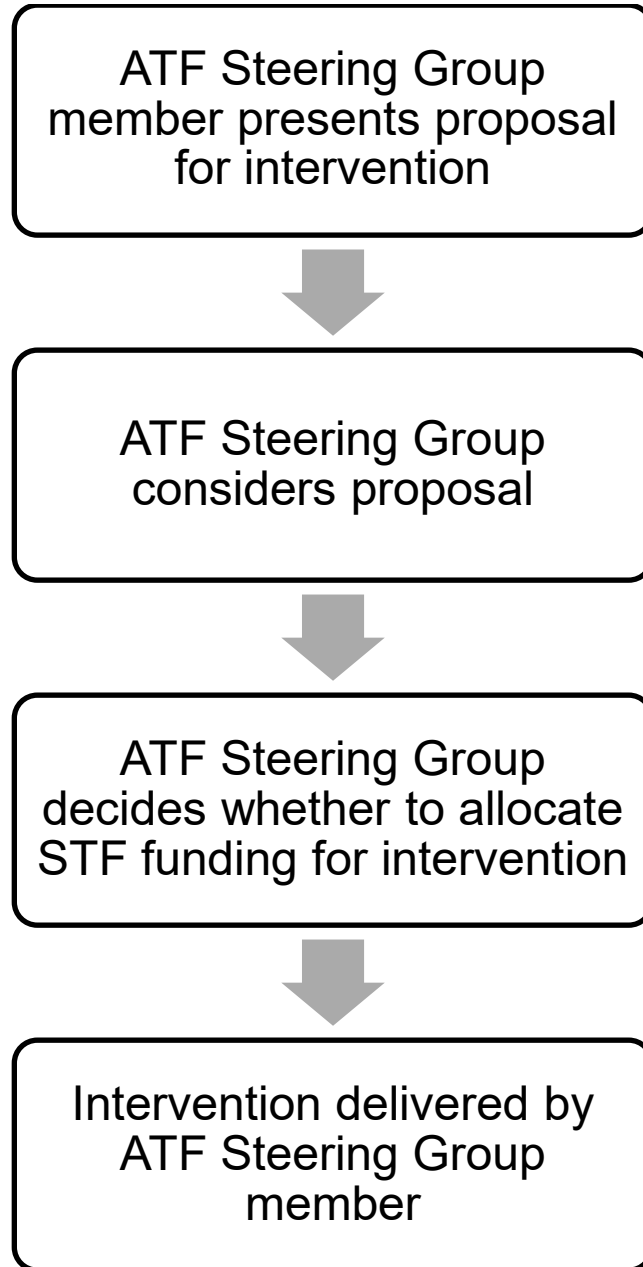 ATF Steering Group
member presents proposal
for intervention
ATF Steering Group
considers proposal
ATF Steering Group
decides whether to allocate
STF funding for intervention
Intervention delivered by
ATF Steering Group
member